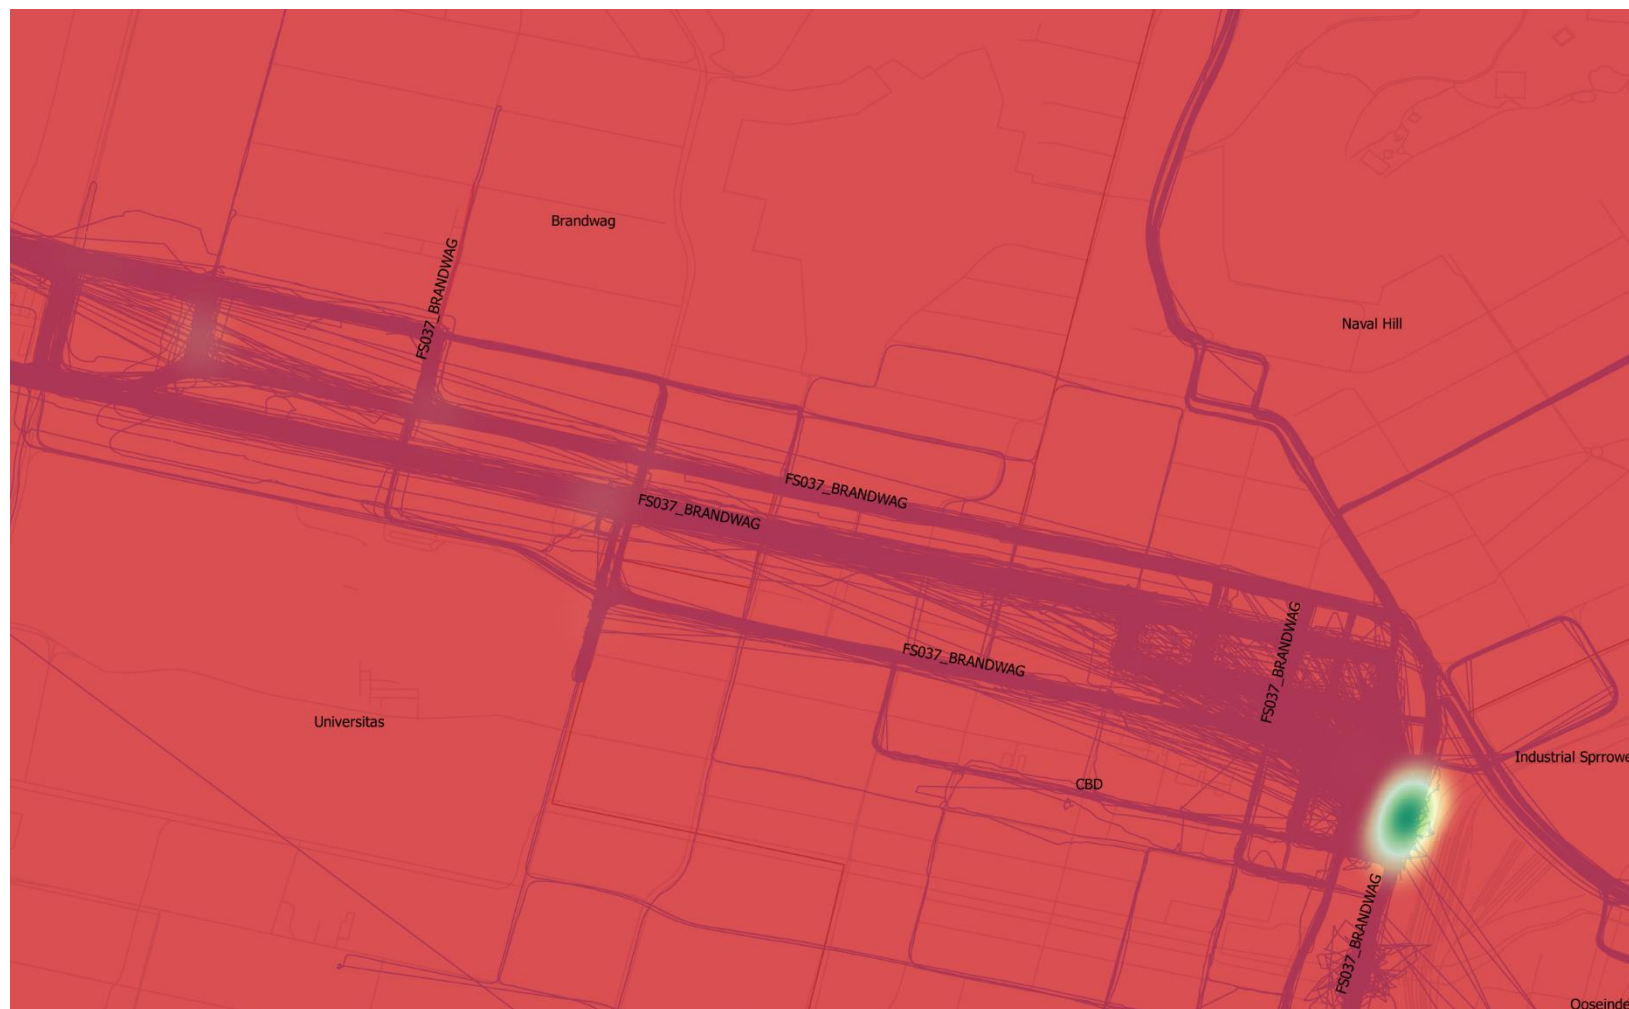 Brandwag
FS037_BRANDWAG
Naval Hill
FS037_BRANDWAG
FS037_BRANDWAG
FS037_BRANDWAG
FS037_BRANDWAG
Universitas
Industrial Sprrowe
CBD
FS037_BRANDWAG
Ooseinde